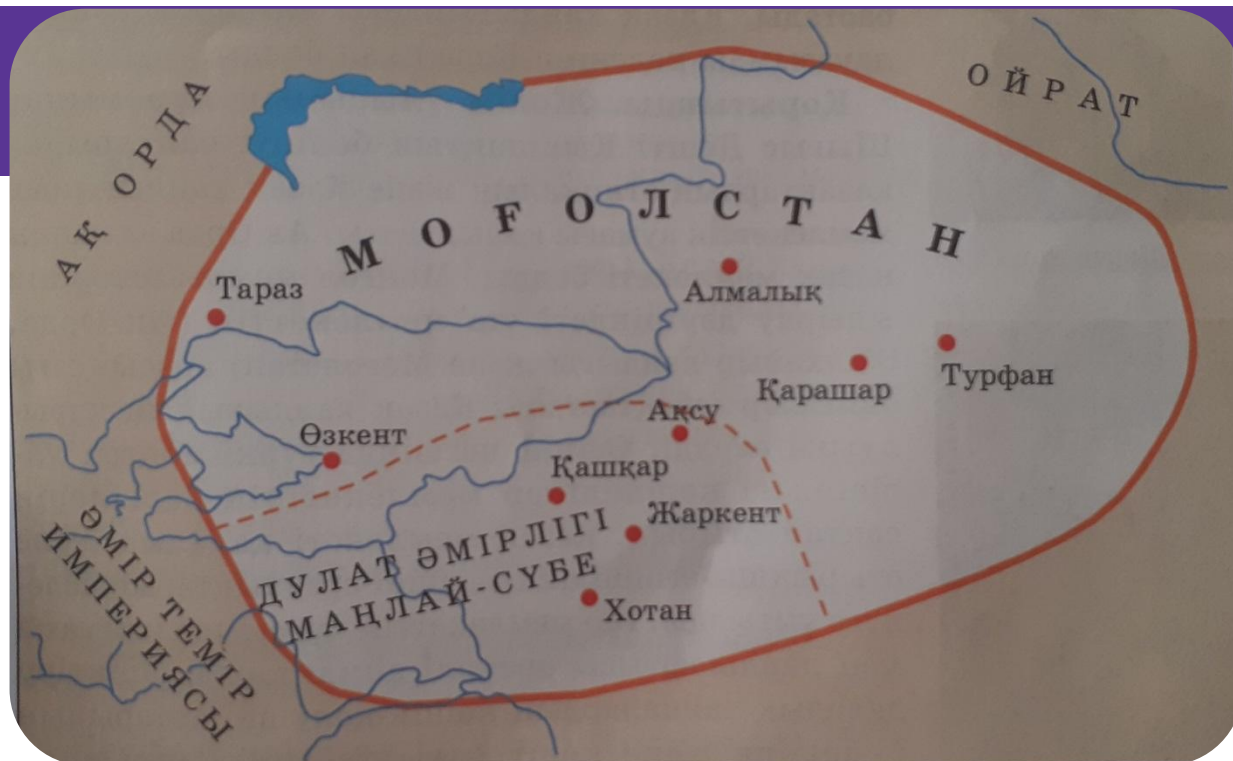 ОЙРАТ
АҚ ОРДА
МОҒОЛСТАН
Алмалық
Тараз
Турфан
Қарашар
Ақсу
Өзкент
Қашқар
Жаркент
ДУЛАТ ӘМІРЛІГІ
МАҢЛАЙ-СҮБЕ
Хотан
ӘМІР ТЕМІР
ИМПЕРИЯСЫ